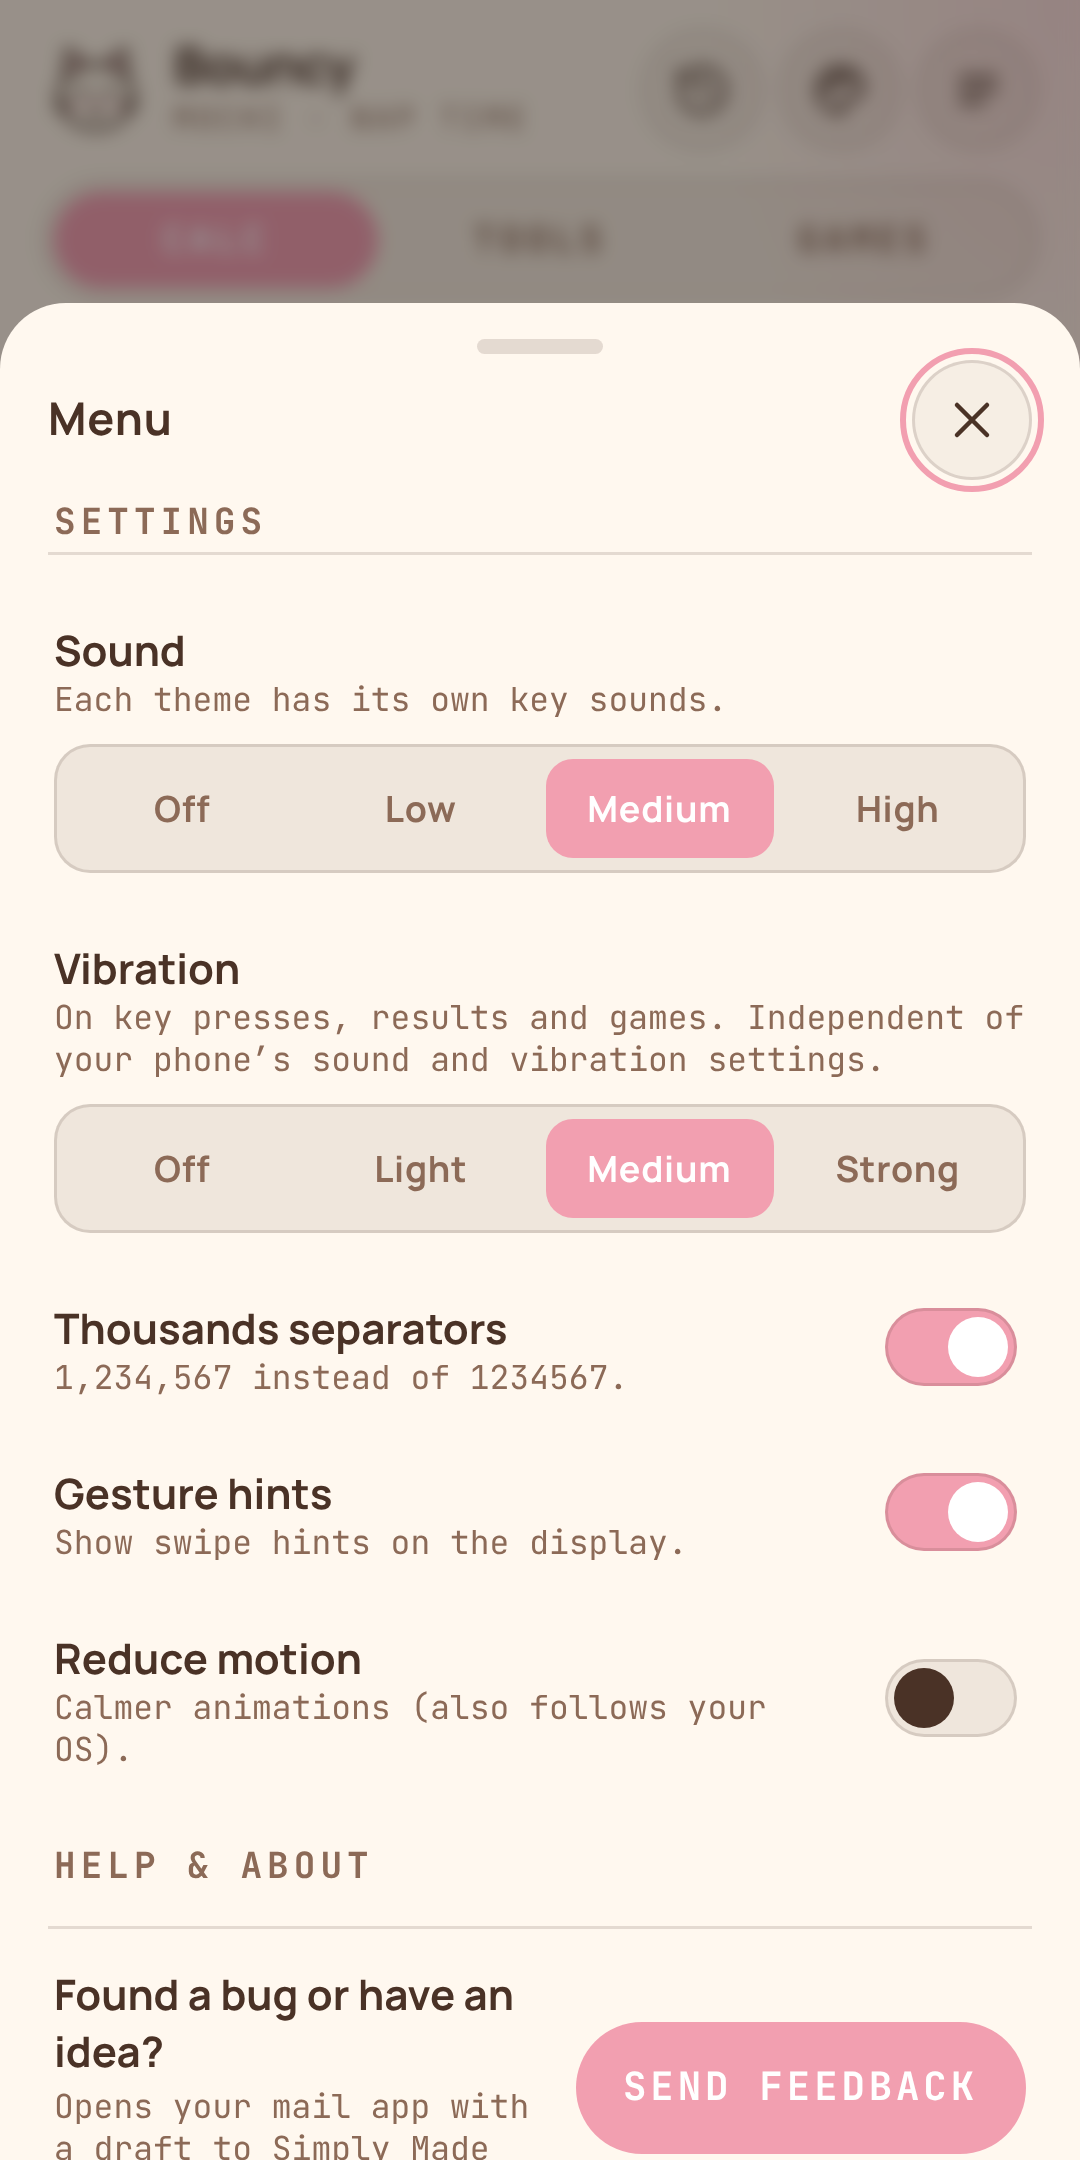 Bouncy
TOOLS
GAMES
Menu
SETTINGS
Sound
Each theme has its own key sounds.
Off Low Medium High
Vibration
On key presses, results and games. Independent of
your phone’s sound and vibration settings.
Off Light Medium Strong
Thousands separators
1,234,567 instead of 1234567.
Gesture hints
Show swipe hints on the display.
Reduce motion
Calmer animations (also follows your
OS).
HELP & ABOUT
Found a bug or have an
idea?
SEND FEEDBACK
Opens your mail app with
a draft to Simply Made